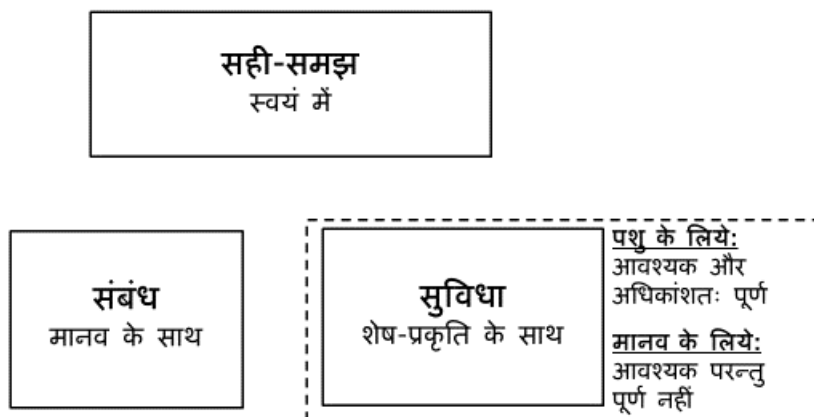 सही-समझ
स्वयं में
संबंध
मानव के साथ
सुविधा
शेष-प्रकृति के साथ
पशु के लिये:
आवश्यक और
अधिकांशतः पूर्ण
मानव के लिये:
आवश्यक परन्तु
पूर्ण नहीं